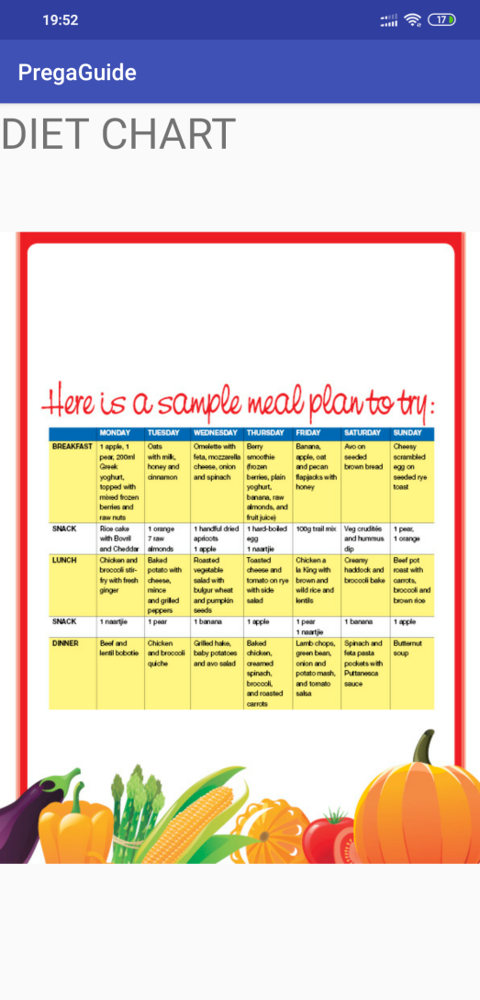 19:52
17
PregaGuide
DIET CHART
Here is a sample meal plan to try:
MONDAY TUESDAY WEDNESDAY THURSDAY FRIDAY SATURDAY SUNDAY
BREAKFAST
1 apple, 1
pear, 200ml
Greek
yoghurt,
topped with
mixed frozen
berries and
raw nuts
Oats
with milk,
honey and
cinnamon
Omelette with
feta, mozzarella
cheese, onion
and spinach
Berry
smoothie
(frozen
berries, plain
yoghurt,
banana, raw
almonds, and
fruit juice)
Banana,
apple, oat
and pecan
flapjacks with
honey
Avo on
seeded
brown bread
Cheesy
scrambled
egg on
seeded rye
toast
SNACK
Rice cake
with Bovril
and Cheddar
1 orange
7 raw
almonds
1 handful dried
apricots
1 apple
1 hard-boiled
egg
1 naartjie
100g trail mix
Veg crudités
and hummus
dip
1 pear,
1 orange
LUNCH
Chicken and
broccoli stir-
fry with fresh
ginger
Baked
potato with
cheese,
mince
and grilled
peppers
Roasted
vegetable
salad with
bulgur wheat
and pumpkin
seeds
Toasted
cheese and
tomato on rye
with side
salad
Chicken a
la King with
brown and
wild rice and
lentils
Creamy
haddock and
broccoli bake
Beef pot
roast with
carrots,
broccoli and
brown rice
SNACK
1 naartjie
1 pear
1 banana
1 apple
1 pear
1 naartjie
1 banana
1 apple
DINNER
Beef and
lentil bobotie
Chicken
and broccoli
quiche
Grilled hake,
baby potatoes
and avo salad
Baked
chicken,
creamed
spinach,
broccoli,
and roasted
carrots
Lamb chops,
green bean,
onion and
potato mash,
and tomato
salsa
Spinach and
feta pasta
pockets with
Puttanesca
sauce
Butternut
soup